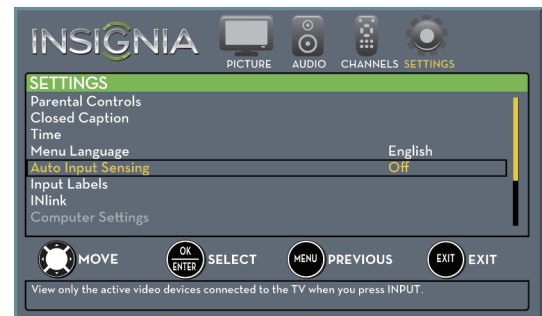 INSIGNIA
PICTURE AUDIO CHANNELS SETTINGS
SETTINGS
Parental Controls
Closed Caption
Time
Menu Language English
Auto Input Sensing Off
Input Labels
INlink
Computer Settings
MOVE OK ENTER SELECT MENU PREVIOUS EXIT EXIT
View only the active video devices connected to the TV when you press INPUT.